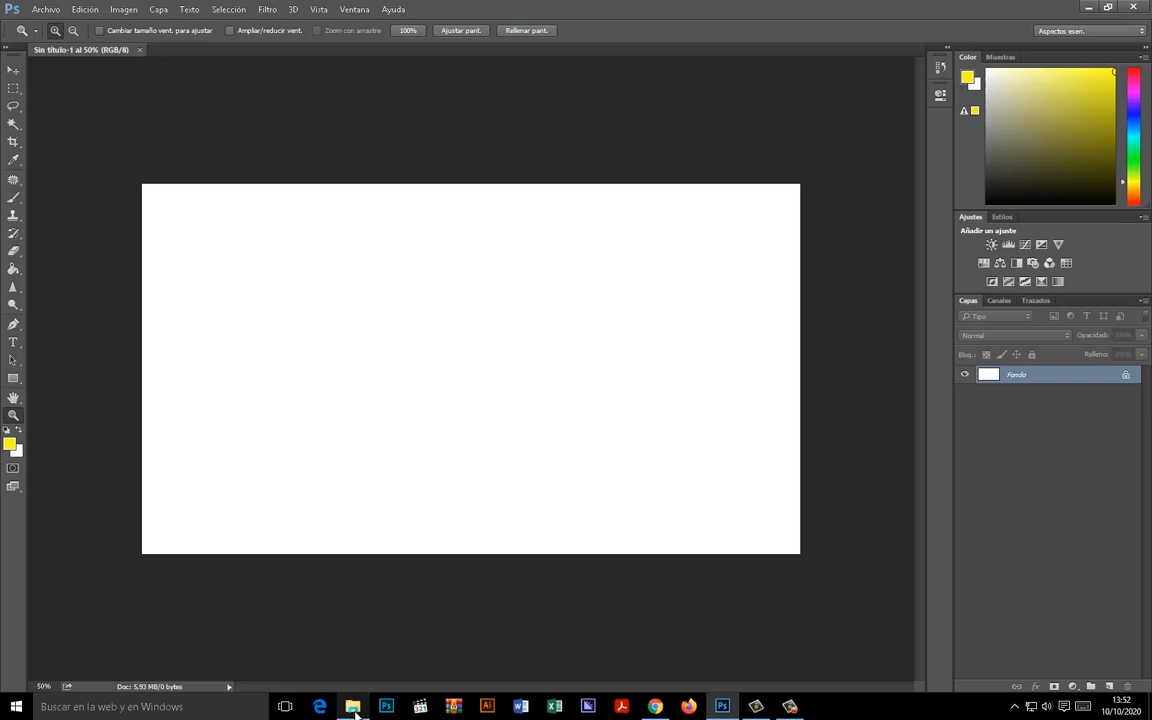 Ps Archivo Edición Imagen Capa Texto Selección Filtro 3D Vista Ventana Ayuda
Cambiar tamaño vent. para ajustar Ampliar/reducir vent. Zoom con arrastre 100% Ajustar pant. Rellenar pant. Aspectos esen.
Sin título-1 al 50% (RGB/8) ×
Color Muestras
Ajustes Estilos
Añadir un ajuste
Capas Canales Trazados
Tipo
Normal Opacidad: 100%
Bloq.: Relleno: 100%
Fondo
50% Doc: 5,93 MB/0 bytes
Buscar en la web y en Windows
13:52
10/10/2020